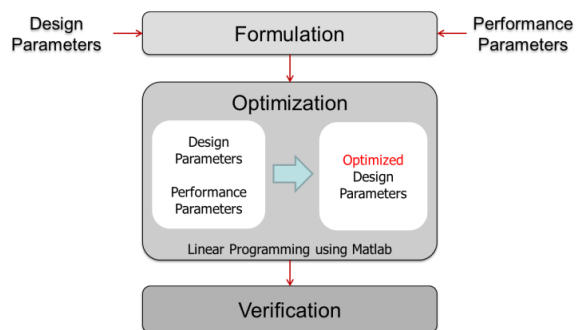 Design
Parameters
Formulation
Performance
Parameters
Optimization
Design
Parameters
Performance
Parameters
Optimized
Design
Parameters
Linear Programming using Matlab
Verification